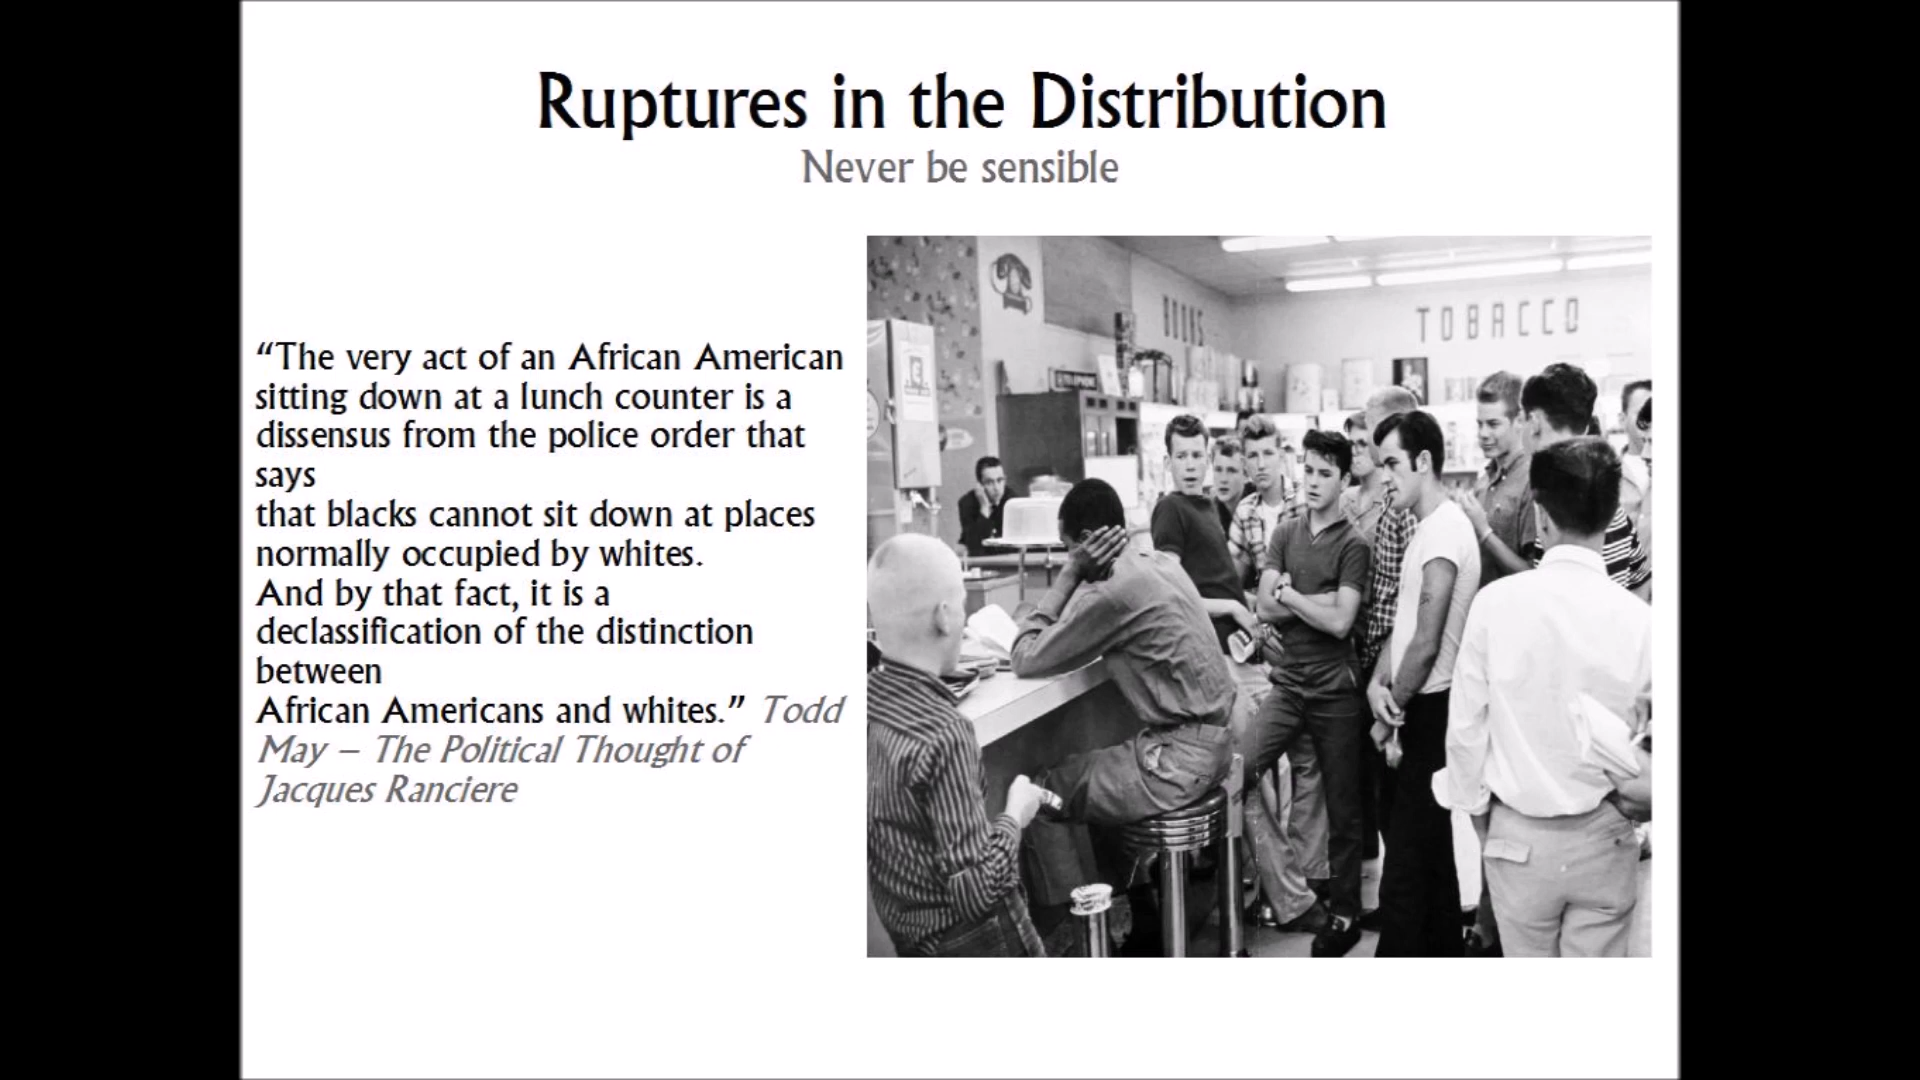 Ruptures in the Distribution
Never be sensible
“The very act of an African American
sitting down at a lunch counter is a
dissensus from the police order that
says
that blacks cannot sit down at places
normally occupied by whites.
And by that fact, it is a
declassification of the distinction
between
African Americans and whites.” Todd
May – The Political Thought of
Jacques Ranciere
TOBACCO